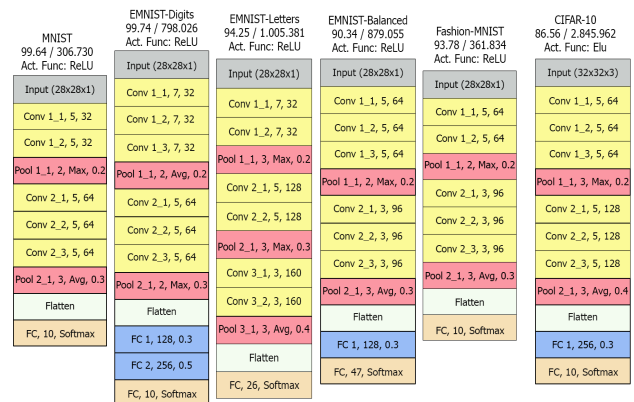 MNIST
99.64 / 306.730
Act. Func: ReLU
Input (28x28x1)
Conv 1_1, 5, 32
Conv 1_2, 5, 32
Pool 1_1, 2, Max, 0.2
Conv 2_1, 5, 64
Conv 2_2, 5, 64
Conv 2_3, 5, 64
Pool 2_1, 3, Avg, 0.3
Flatten
FC, 10, Softmax
EMNIST-Digits
99.74 / 798.026
Act. Func: ReLU
Input (28x28x1)
Conv 1_1, 7, 32
Conv 1_2, 7, 32
Conv 1_3, 7, 32
Pool 1_1, 2, Avg, 0.2
Conv 2_1, 5, 64
Conv 2_2, 5, 64
Conv 2_3, 5, 64
Pool 2_1, 2, Max, 0.3
Flatten
FC 1, 128, 0.3
FC 2, 256, 0.5
FC, 10, Softmax
EMNIST-Letters
94.25 / 1.005.381
Act. Func: ReLU
Input (28x28x1)
Conv 1_1, 7, 32
Conv 1_2, 7, 32
Pool 1_1, 3, Max, 0.2
Conv 2_1, 5, 128
Conv 2_2, 5, 128
Pool 2_1, 3, Max, 0.3
Conv 3_1, 3, 160
Conv 3_2, 3, 160
Pool 3_1, 3, Avg, 0.4
Flatten
FC, 26, Softmax
EMNIST-Balanced
90.34 / 879.055
Act. Func: ReLU
Input (28x28x1)
Conv 1_1, 5, 64
Conv 1_2, 5, 64
Conv 1_3, 5, 64
Pool 1_1, 2, Max, 0.2
Conv 2_1, 3, 96
Conv 2_2, 3, 96
Conv 2_3, 3, 96
Pool 2_1, 3, Avg, 0.3
Flatten
FC 1, 128, 0.3
FC, 47, Softmax
Fashion-MNIST
93.78 / 361.834
Act. Func: ReLU
Input (28x28x1)
Conv 1_1, 5, 64
Conv 1_2, 5, 64
Pool 1_1, 2, Max, 0.2
Conv 2_1, 3, 96
Conv 2_2, 3, 96
Conv 2_3, 3, 96
Pool 2_1, 3, Avg, 0.3
Flatten
FC, 10, Softmax
CIFAR-10
86.56 / 2.845.962
Act. Func: Elu
Input (32x32x3)
Conv 1_1, 5, 64
Conv 1_2, 5, 64
Conv 1_3, 5, 64
Pool 1_1, 3, Max, 0.2
Conv 2_1, 5, 128
Conv 2_2, 5, 128
Conv 2_3, 5, 128
Pool 2_1, 3, Avg, 0.4
Flatten
FC 1, 256, 0.3
FC, 10, Softmax